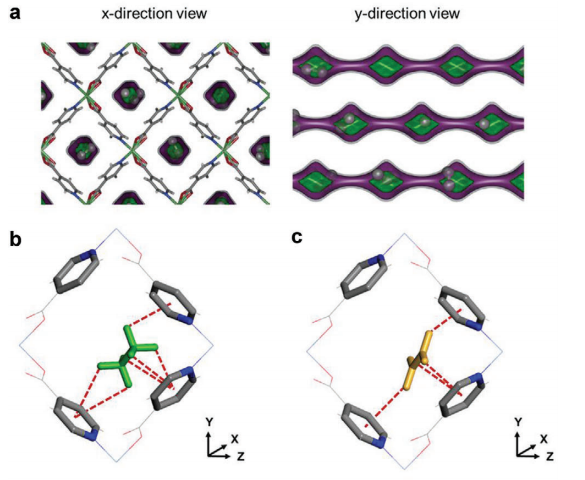 a
x-direction view
y-direction view
b
c
Y
X
Z
Y
X
Z